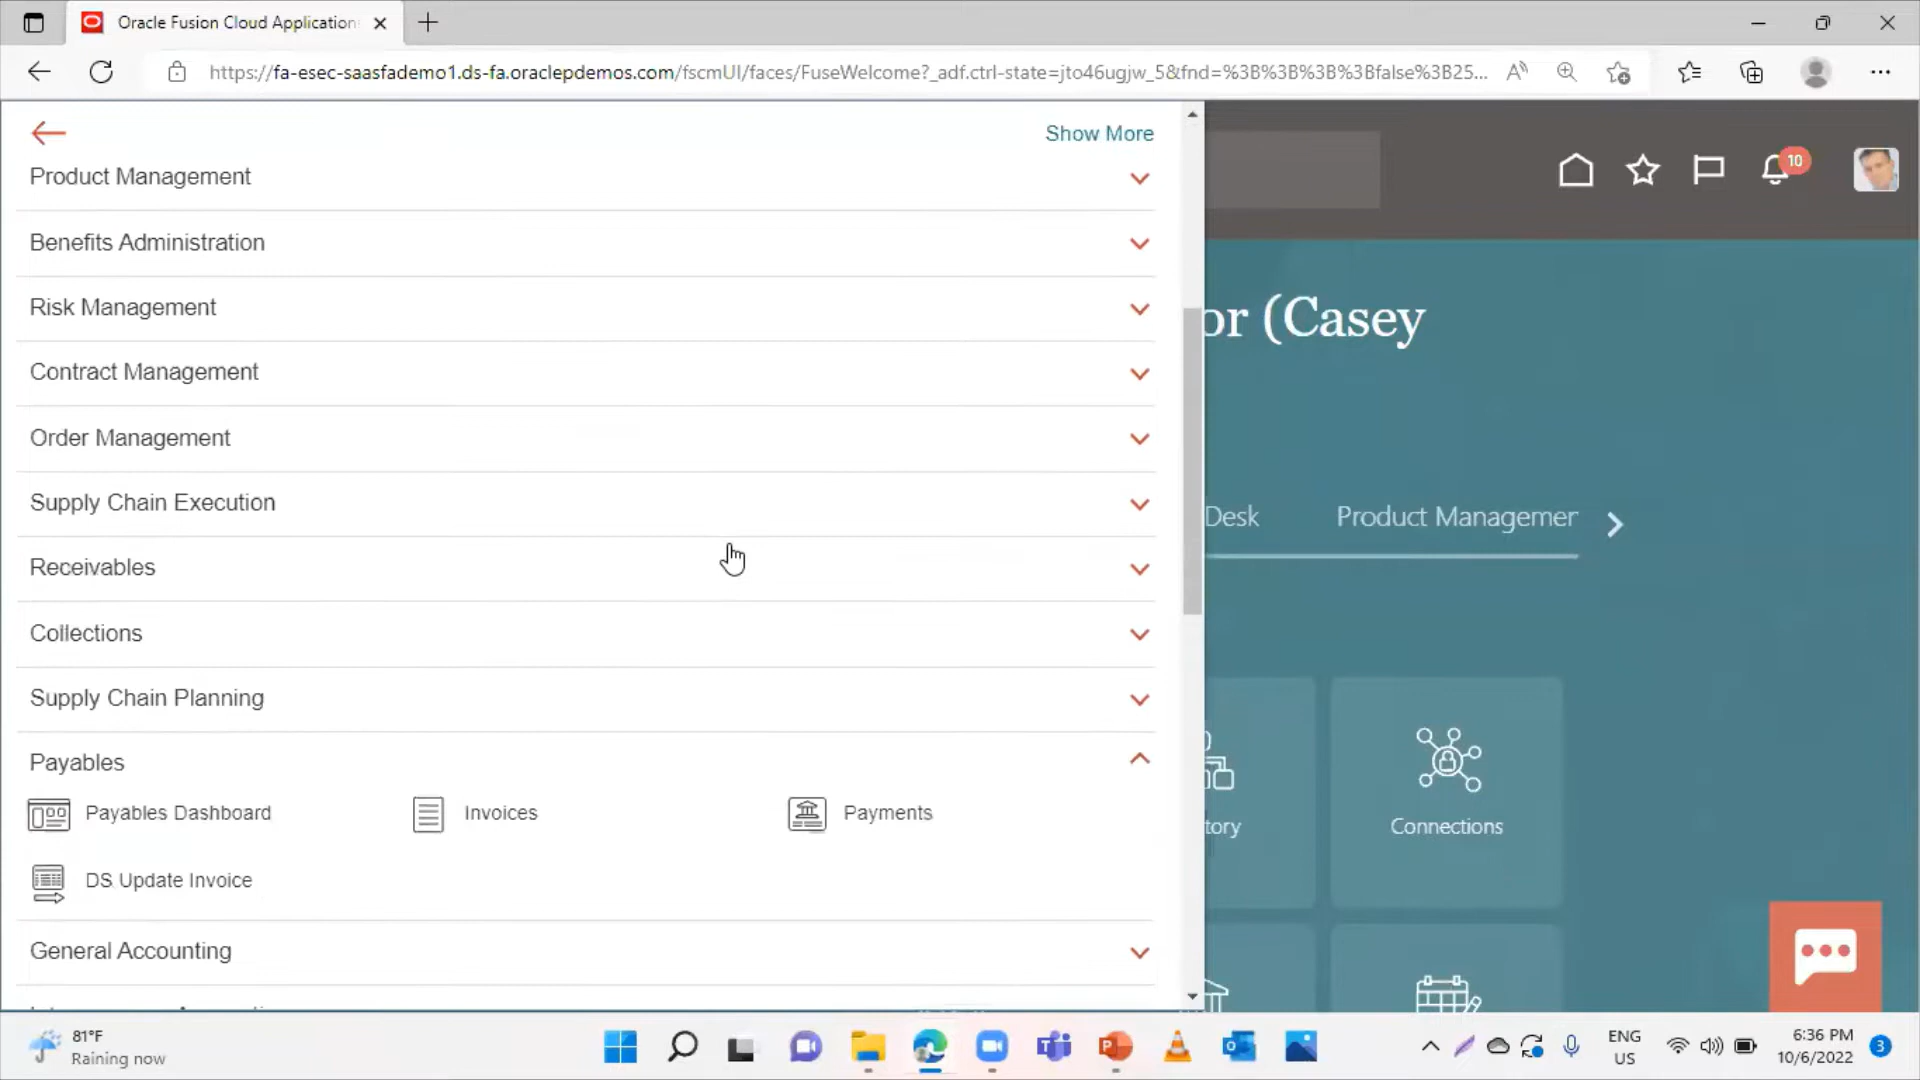 Oracle Fusion Cloud Application
https://fa-esec-saasfademo1.ds-fa.oraclepdemos.com/fscmUI/faces/FuseWelcome?_adf.ctrl-state=jto46ugjw_5&fnd=%3B%3B%3B%3Bfalse%3B25...
Show More
10
Product Management
Benefits Administration
Risk Management
or (Casey
Contract Management
Order Management
Supply Chain Execution
Desk
Product Managemen
Receivables
Collections
Supply Chain Planning
Payables
Payables Dashboard
Invoices
Payments
DS Update Invoice
tory
Connections
General Accounting
81°F
Raining now
ENG
US
6:36 PM
10/6/2022
3